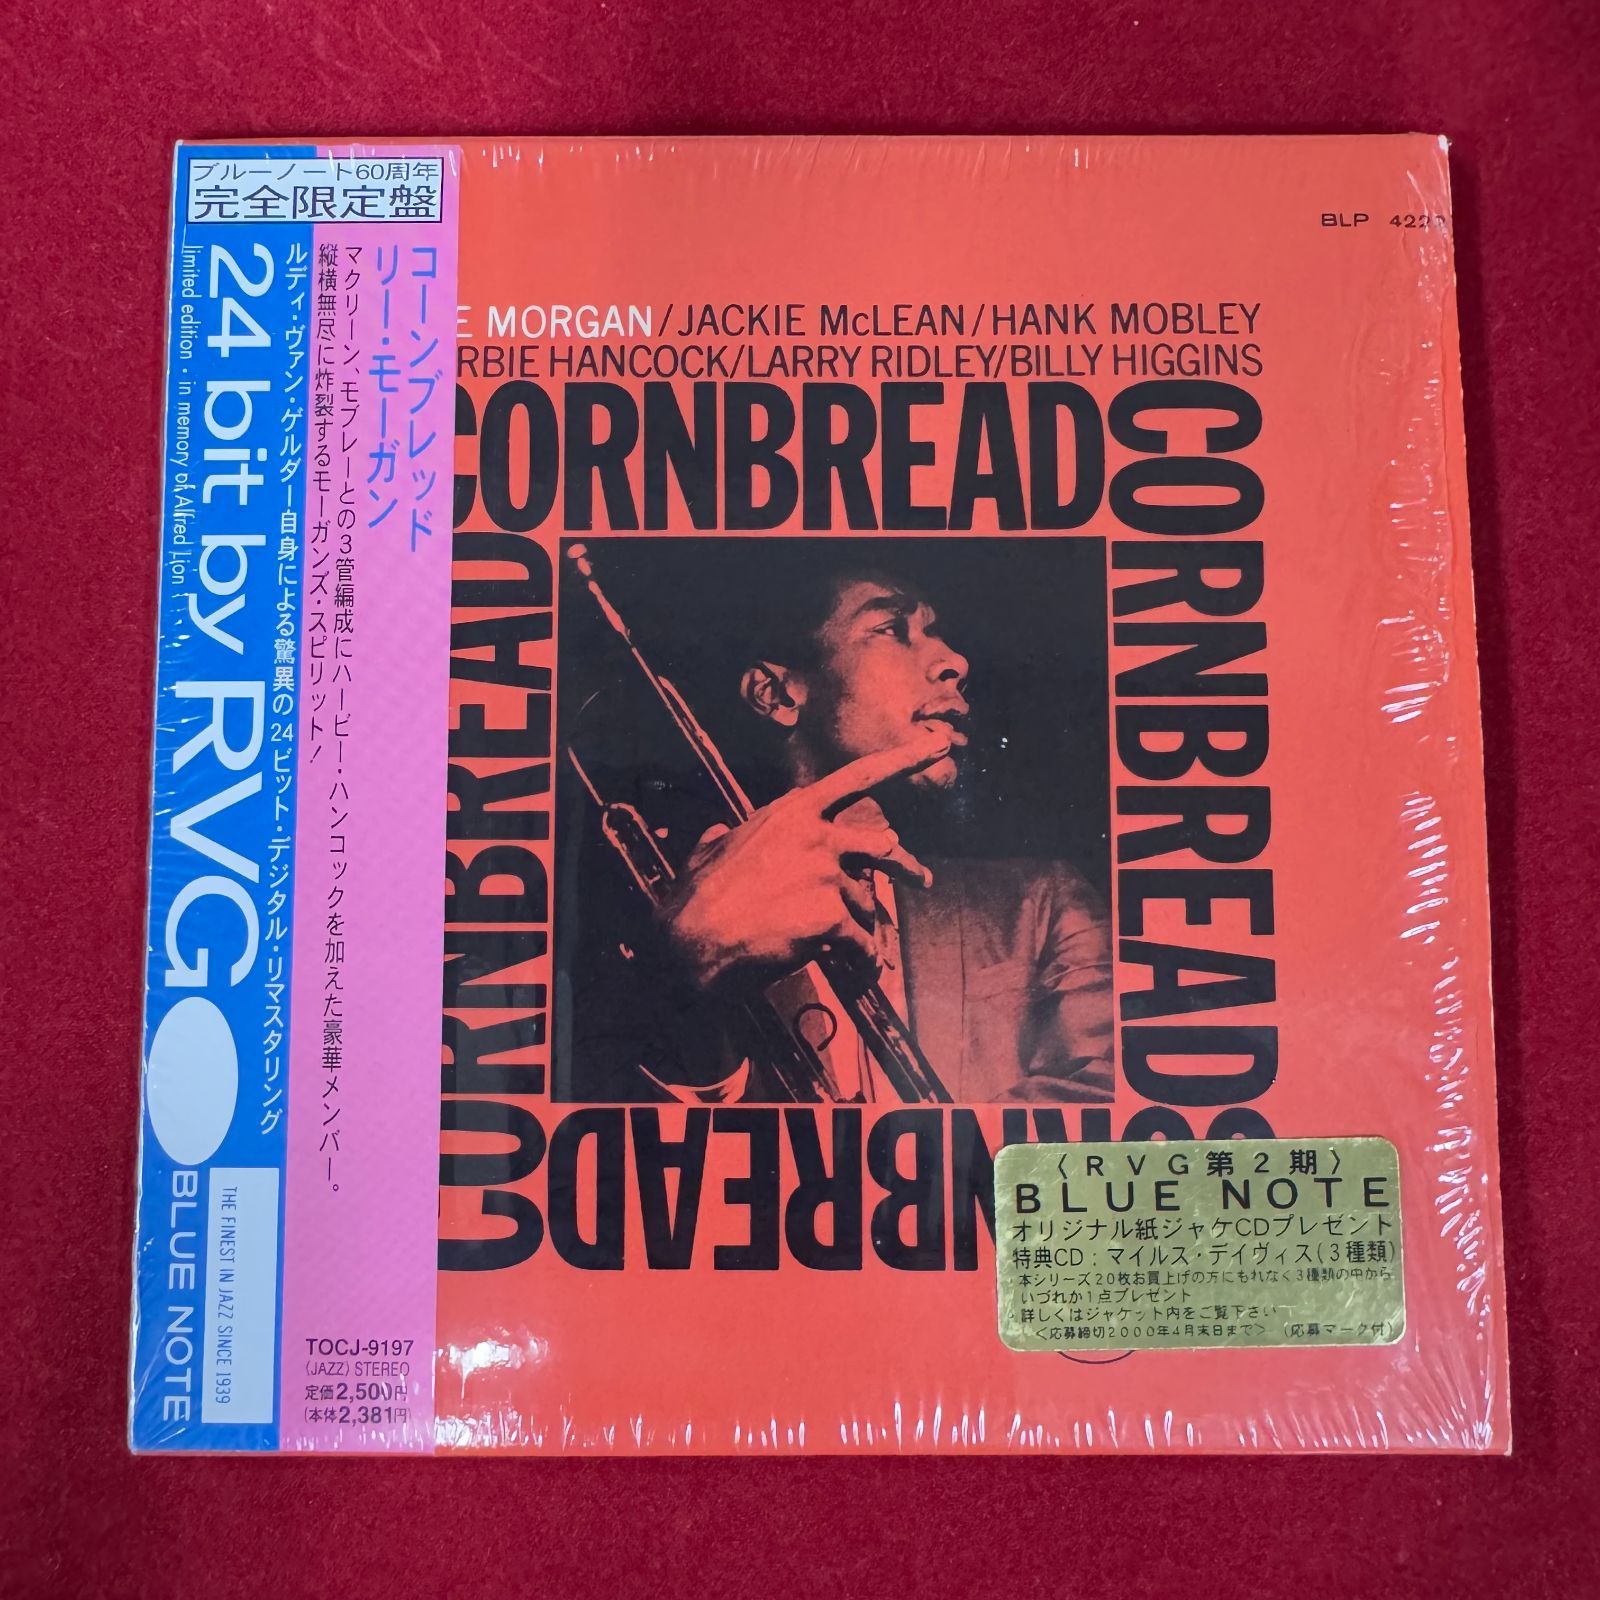 ブルーノート60周年
完全限定盤
コーンブレッド
リー・モーガン
マクリーン、モブレーとの3管編成にハービー・ハンコックを加えた豪華メンバー。
縦横無尽に炸裂するモーガンズ・スピリット!
ルディ・ヴァン・ゲルダー自身による驚異の24ビット・デジタル・リマスタリング
24 bit by RVG
limited edition・in memory of Alfred Lion
BLUE NOTE
THE FINEST IN JAZZ SINCE 1939
TOCJ-9197
(JAZZ) STEREO
定価2,500円
(本体2,381円)
BLP 422
E MORGAN/JACKIE McLEAN/HANK MOBLEY
RBIE HANCOCK/LARRY RIDLEY/BILLY HIGGINS
CORNBREAD
CORNBREAD
CORNBREAD
CORNBREAD
〈RVG第2期〉
BLUE NOTE
オリジナル紙ジャケCDプレゼント
特典CD:マイルス・デイヴィス(3種類)
本シリーズ20枚お買上げの方にもれなく3種類の中から
いづれか1点プレゼント
詳しくはジャケット内をご覧下さい
<応募締切2000年4月末日まで> (応募マーク付)